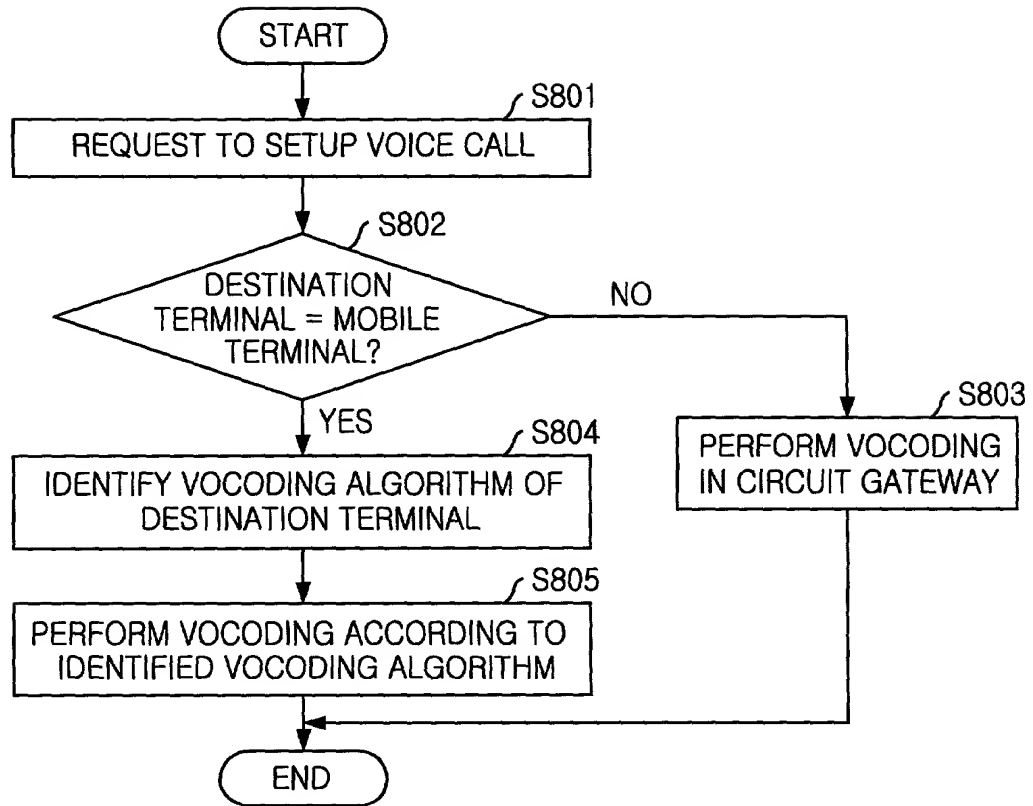 START
S801
REQUEST TO SETUP VOICE CALL
S802
DESTINATION
TERMINAL = MOBILE
TERMINAL?
NO
YES
S803
PERFORM VOCODING
IN CIRCUIT GATEWAY
S804
IDENTIFY VOCODING ALGORITHM OF
DESTINATION TERMINAL
S805
PERFORM VOCODING ACCORDING TO
IDENTIFIED VOCODING ALGORITHM
END